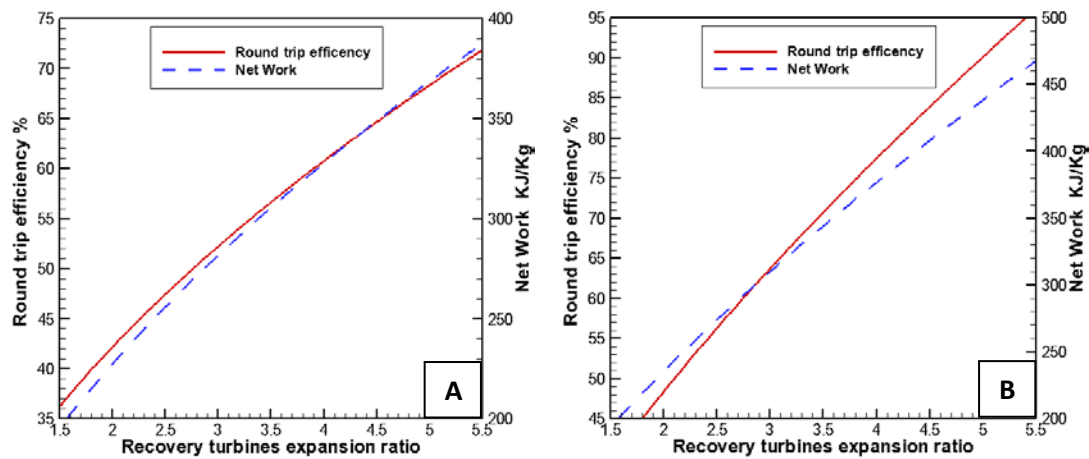 Round trip efficency
Net Work
75
70
65
60
55
50
45
40
35
Round trip efficiency %
400
350
300
250
200
Net Work KJ/Kg
1.5 2 2.5 3 3.5 4 4.5 5 5.5
Recovery turbines expansion ratio
A
Round trip efficency
Net Work
95
90
85
80
75
70
65
60
55
50
45
Round trip efficiency %
500
450
400
350
300
250
200
Net Work KJ/Kg
1.5 2 2.5 3 3.5 4 4.5 5 5.5
Recovery turbines expansion ratio
B